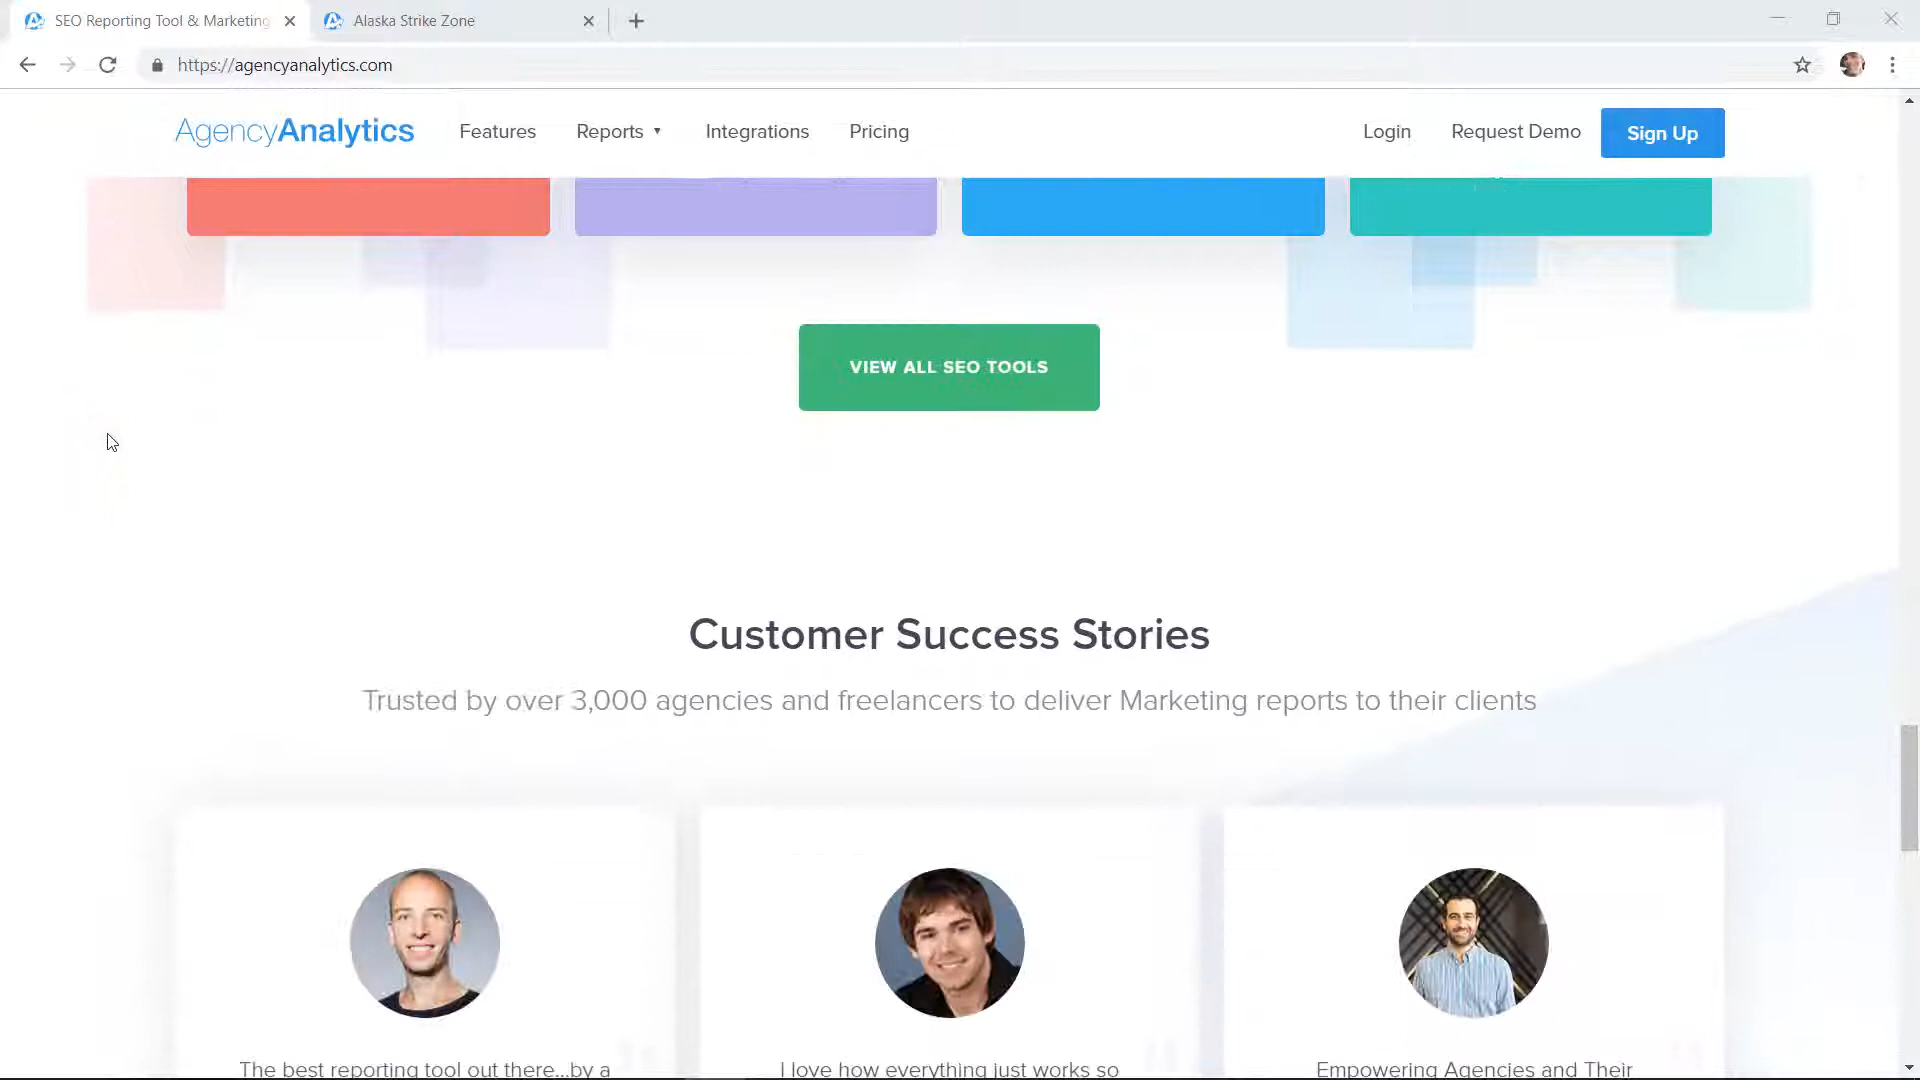 SEO Reporting Tool & Marketing
Alaska Strike Zone
https://agencyanalytics.com
AgencyAnalytics
Features
Reports
Integrations
Pricing
Login
Request Demo
Sign Up
VIEW ALL SEO TOOLS
Customer Success Stories
Trusted by over 3,000 agencies and freelancers to deliver Marketing reports to their clients
The best reporting tool out there...by a
I love how everything just works so
Empowering Agencies and Their